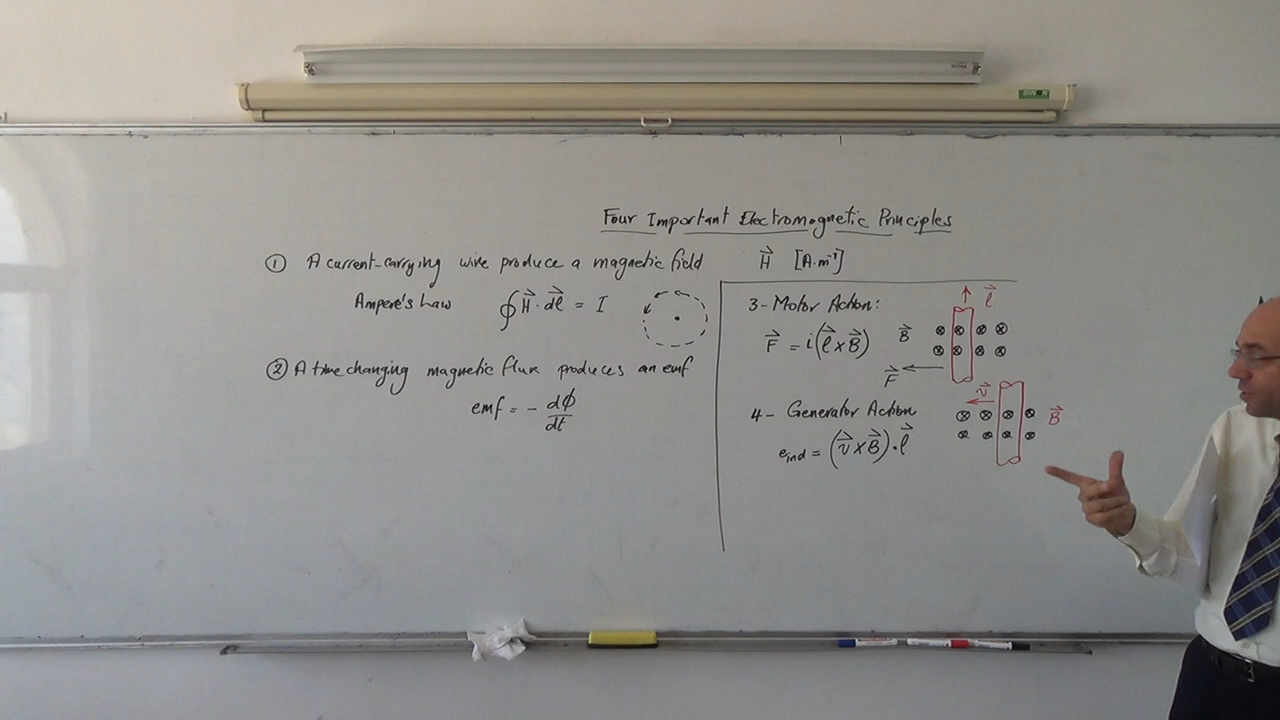 Four Important Electromagnetic Principles
① A current-carrying wire produce a magnetic field H⃗ [A.m⁻¹]
Ampere's Law ∮ H⃗ · dl⃗ = I
② A time changing magnetic flux produces an emf
emf = - dΦ/dt
3- Motor Action:
l⃗
F⃗ = i(l⃗ x B⃗)
B⃗
F⃗
4- Generator Action
v⃗
B⃗
e_ind = (v⃗ x B⃗) · l⃗